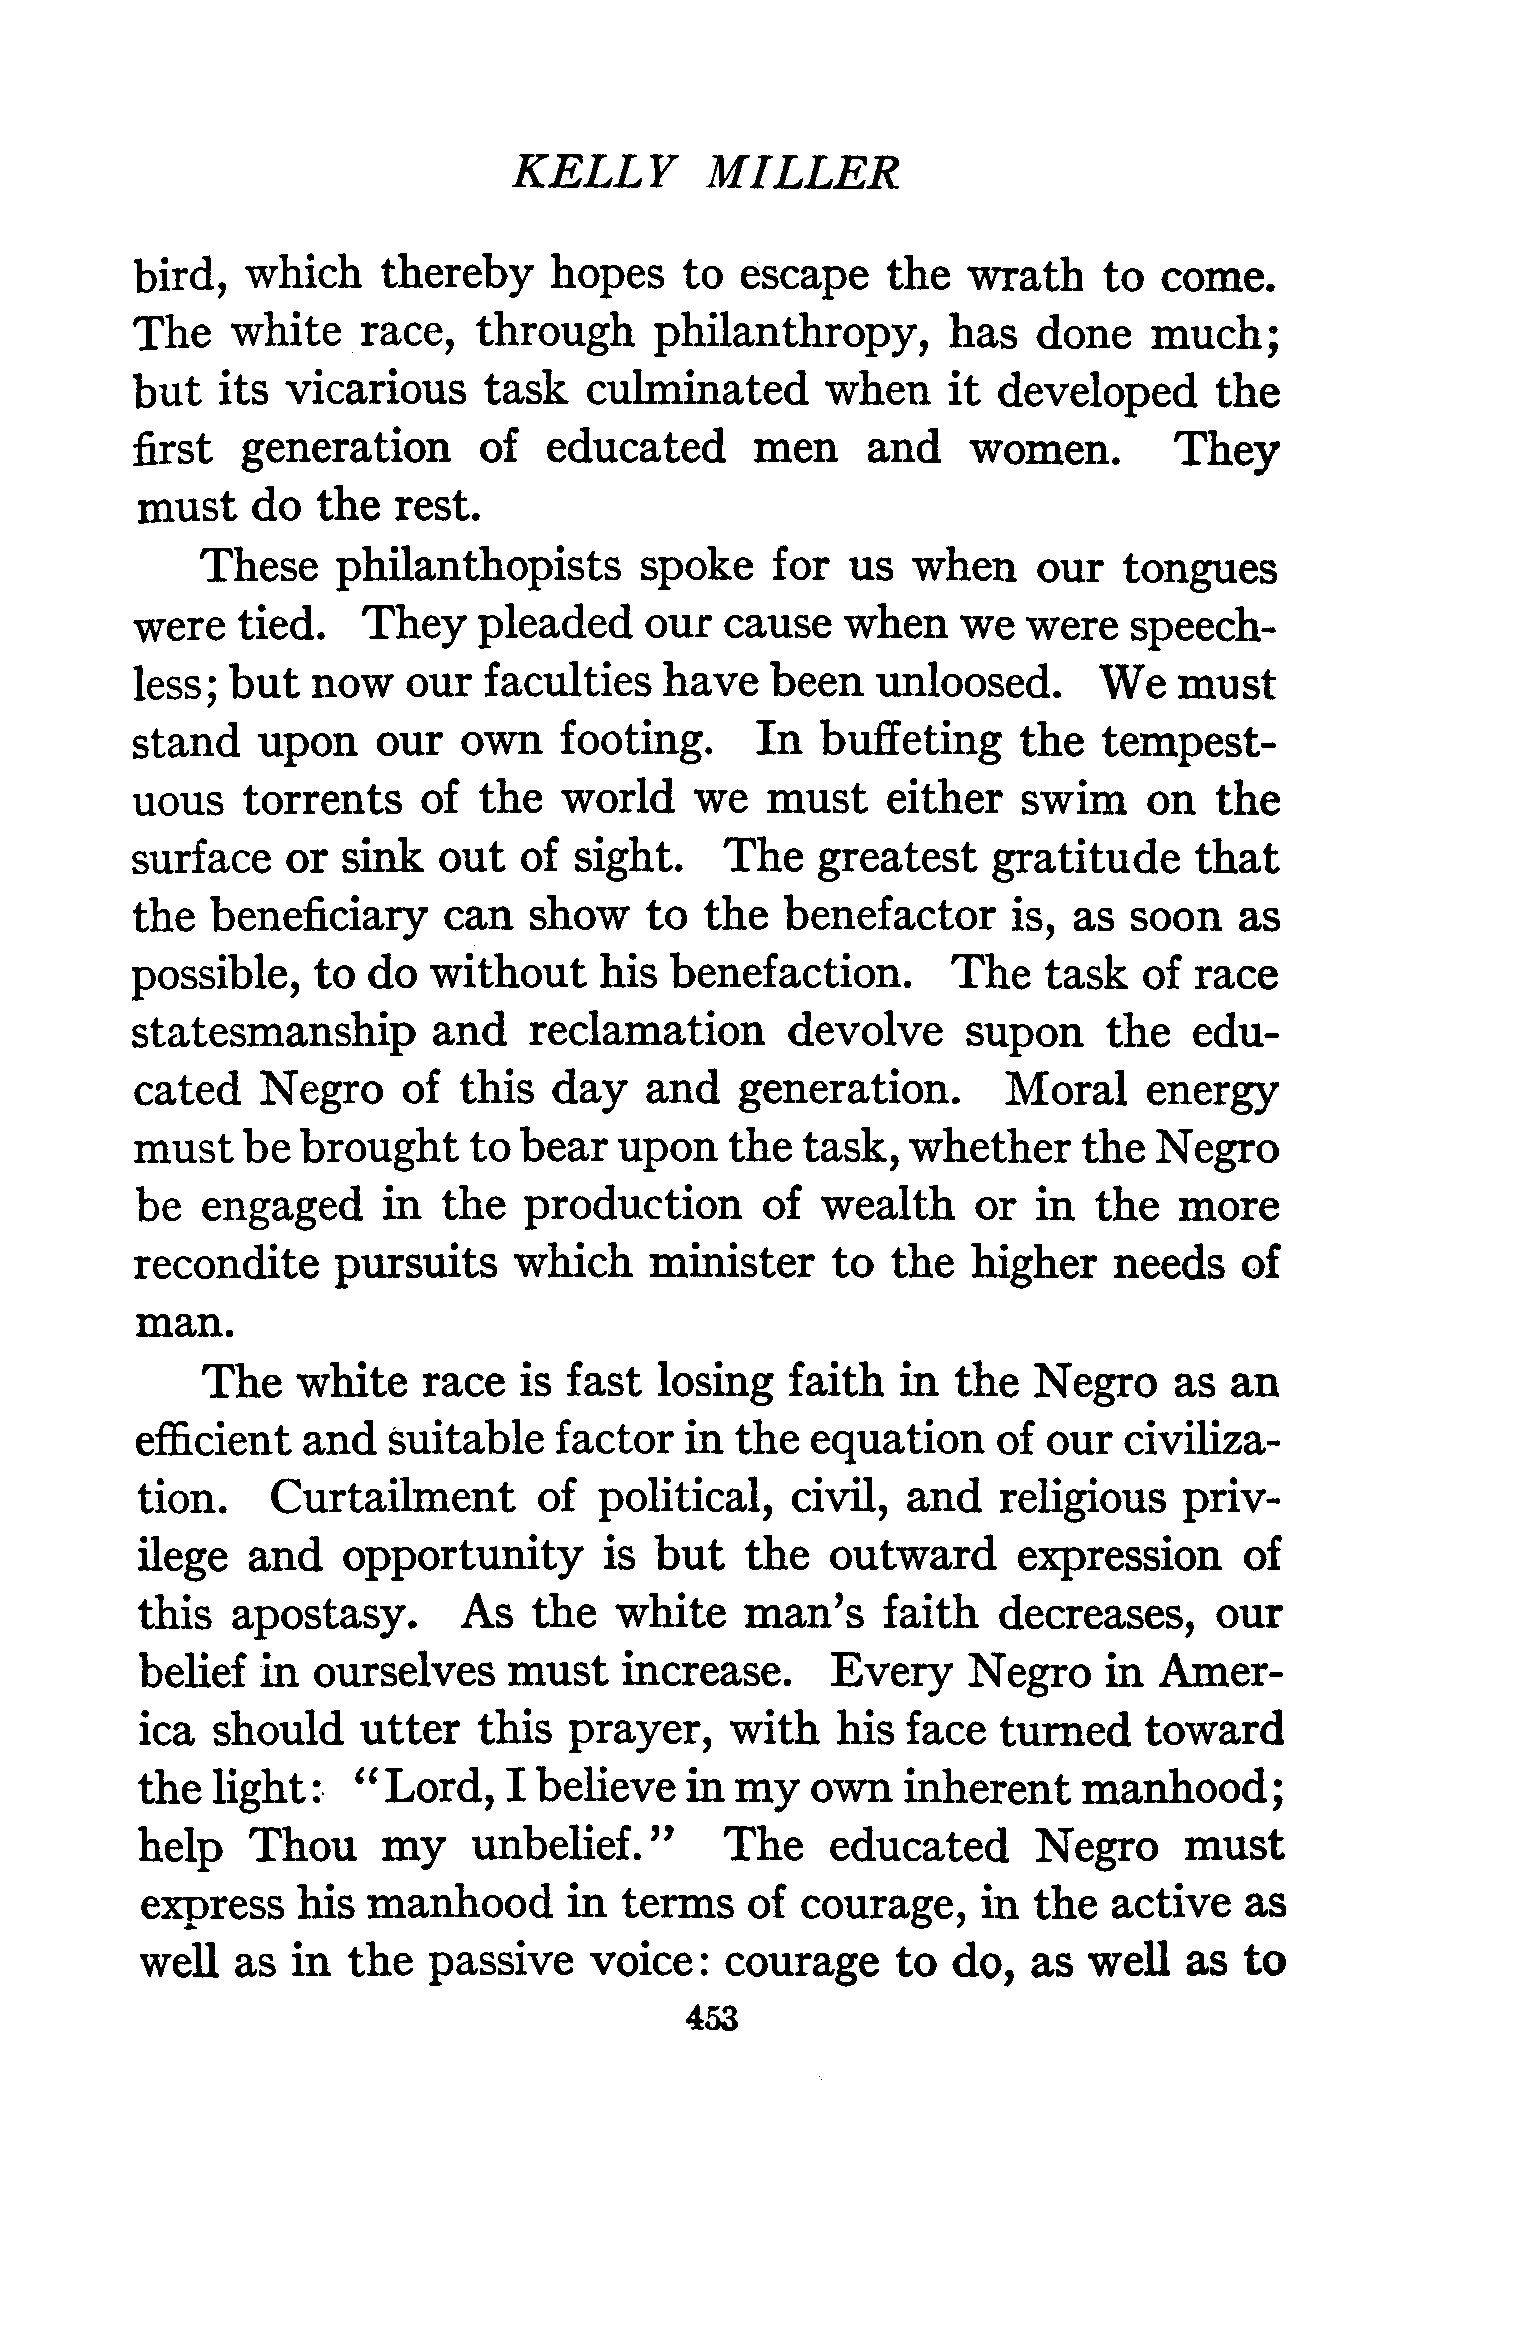 KELLY MILLER
bird, which thereby hopes to escape the wrath to come.
The white race, through philanthropy, has done much;
but its vicarious task culminated when it developed the
first generation of educated men and women. They
must do the rest.
These philanthopists spoke for us when our tongues
were tied. They pleaded our cause when we were speech-
less; but now our faculties have been unloosed. We must
stand upon our own footing. In buffeting the tempest-
uous torrents of the world we must either swim on the
surface or sink out of sight. The greatest gratitude that
the beneficiary can show to the benefactor is, as soon as
possible, to do without his benefaction. The task of race
statesmanship and reclamation devolve supon the edu-
cated Negro of this day and generation. Moral energy
must be brought to bear upon the task, whether the Negro
be engaged in the production of wealth or in the more
recondite pursuits which minister to the higher needs of
man.
The white race is fast losing faith in the Negro as an
efficient and suitable factor in the equation of our civiliza-
tion. Curtailment of political, civil, and religious priv-
ilege and opportunity is but the outward expression of
this apostasy. As the white man's faith decreases, our
belief in ourselves must increase. Every Negro in Amer-
ica should utter this prayer, with his face turned toward
the light: "Lord, I believe in my own inherent manhood;
help Thou my unbelief." The educated Negro must
express his manhood in terms of courage, in the active as
well as in the passive voice: courage to do, as well as to
453